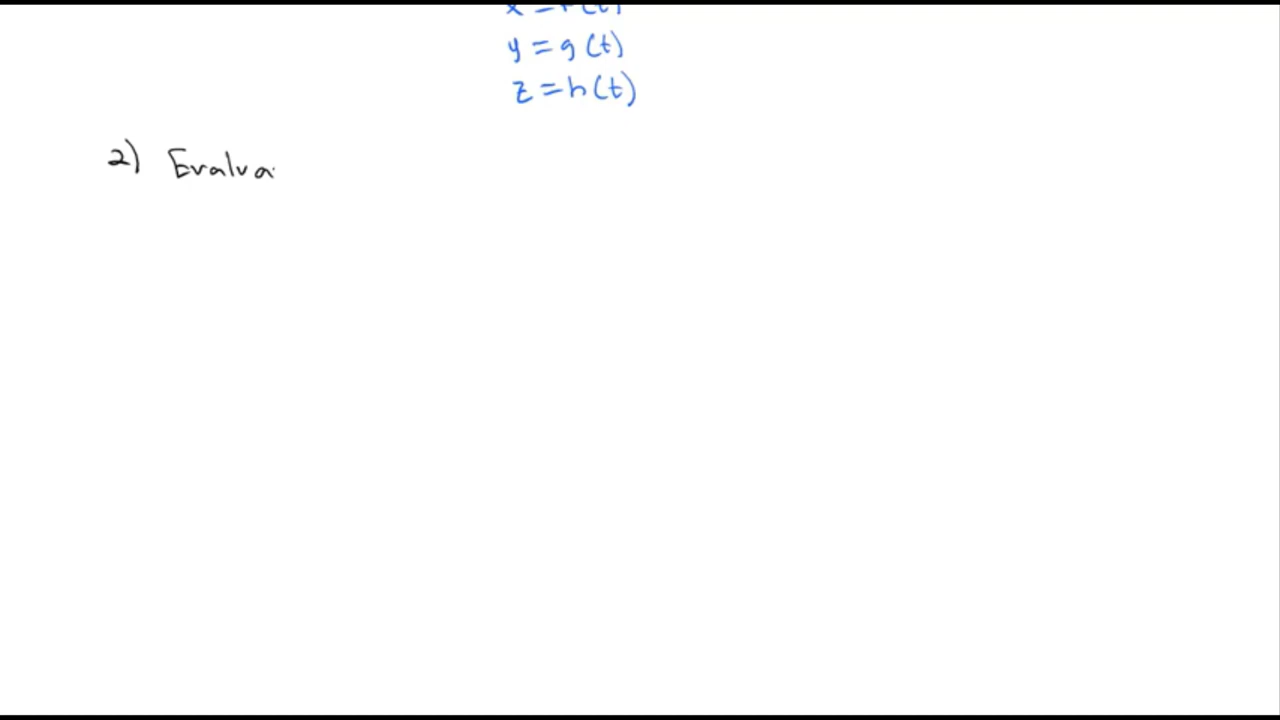 y = g(t)
z = h(t)
2) Evalua